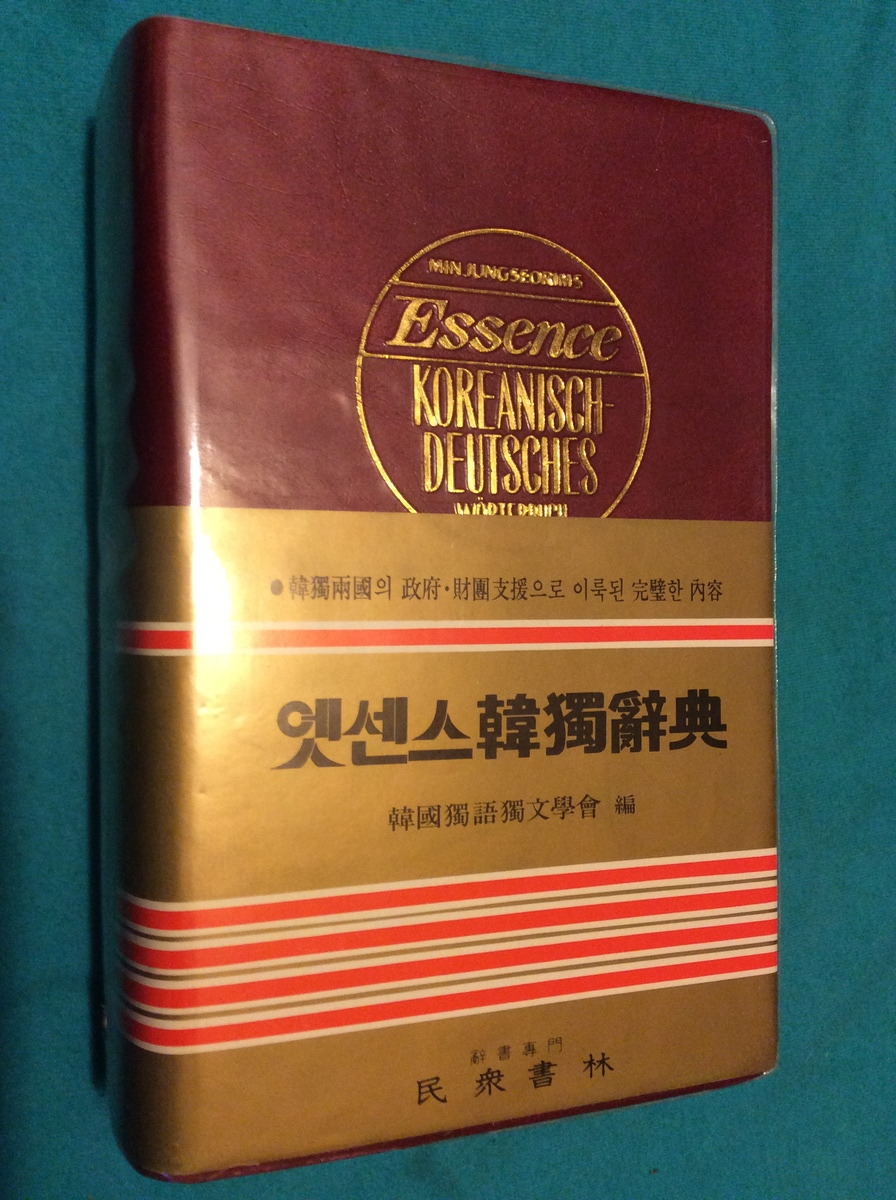 MINJUNGSEORIM'S
Essence
KOREANISCH-
DEUTSCHES
WÖRTERBUCH
● 韓獨兩國의 政府·財團支援으로 이룩된 完璧한 內容
엣센스韓獨辭典
韓國獨語獨文學會 編
辭書專門
民衆書林